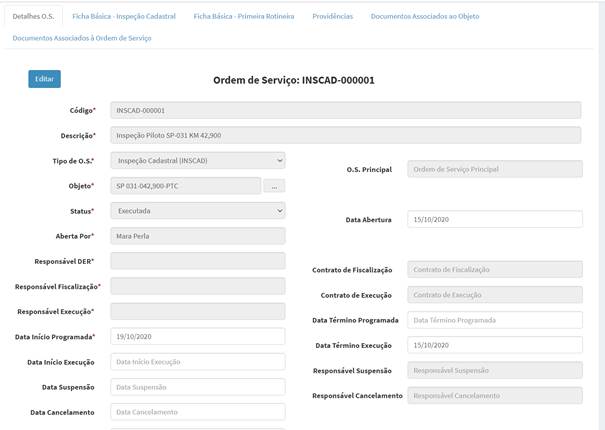 Detalhes O.S. Ficha Básica - Inspeção Cadastral Ficha Básica - Primeira Rotineira Providências Documentos Associados ao Objeto
Documentos Associados à Ordem de Serviço
Editar
Ordem de Serviço: INSCAD-000001
Código* INSCAD-000001
Descrição* Inspeção Piloto SP-031 KM 42,900
Tipo de O.S.* Inspeção Cadastral (INSCAD)
O.S. Principal Ordem de Serviço Principal
Objeto* SP 031-042,900-PTC ...
Status* Executada
Data Abertura 15/10/2020
Aberta Por* Mara Perla
Responsável DER*
Contrato de Fiscalização Contrato de Fiscalização
Responsável Fiscalização*
Contrato de Execução Contrato de Execução
Responsável Execução*
Data Término Programada Data Término Programada
Data Início Programada* 19/10/2020
Data Término Execução 15/10/2020
Data Início Execução Data Início Execução
Responsável Suspensão Responsável Suspensão
Data Suspensão Data Suspensão
Responsável Cancelamento Responsável Cancelamento
Data Cancelamento Data Cancelamento